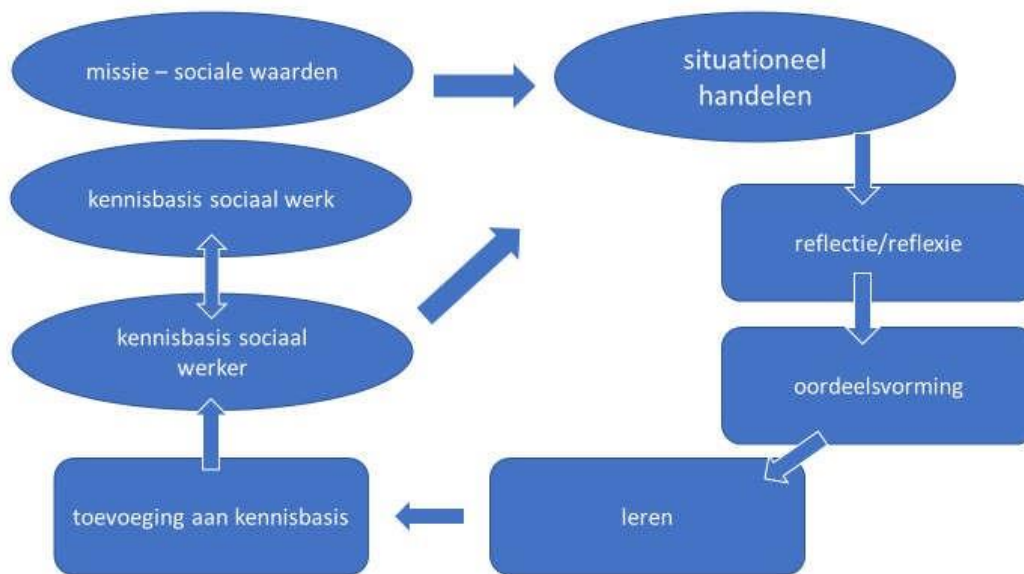 missie – sociale waarden
situationeel
handelen
kennisbasis sociaal werk
reflectie/reflexie
kennisbasis sociaal
werker
oordeelsvorming
toevoeging aan kennisbasis
leren